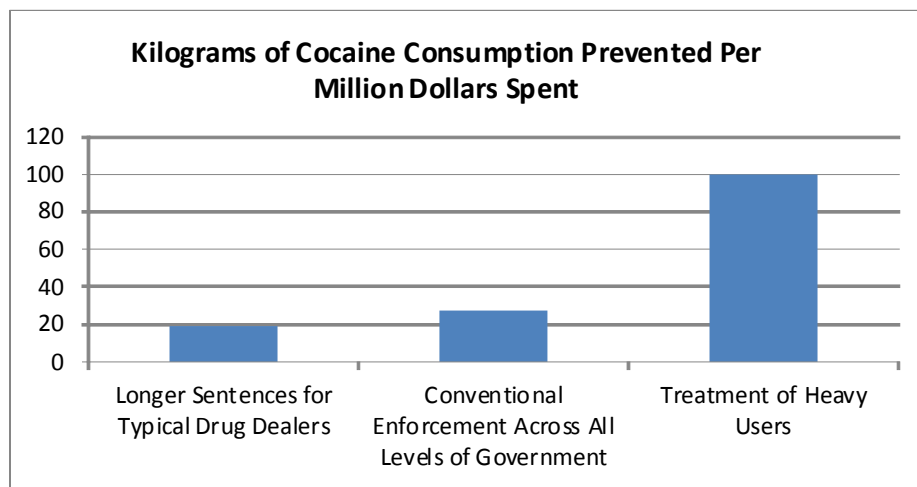 Kilograms of Cocaine Consumption Prevented Per
Million Dollars Spent
120
100
80
60
40
20
0
Longer Sentences for
Typical Drug Dealers
Conventional
Enforcement Across All
Levels of Government
Treatment of Heavy
Users